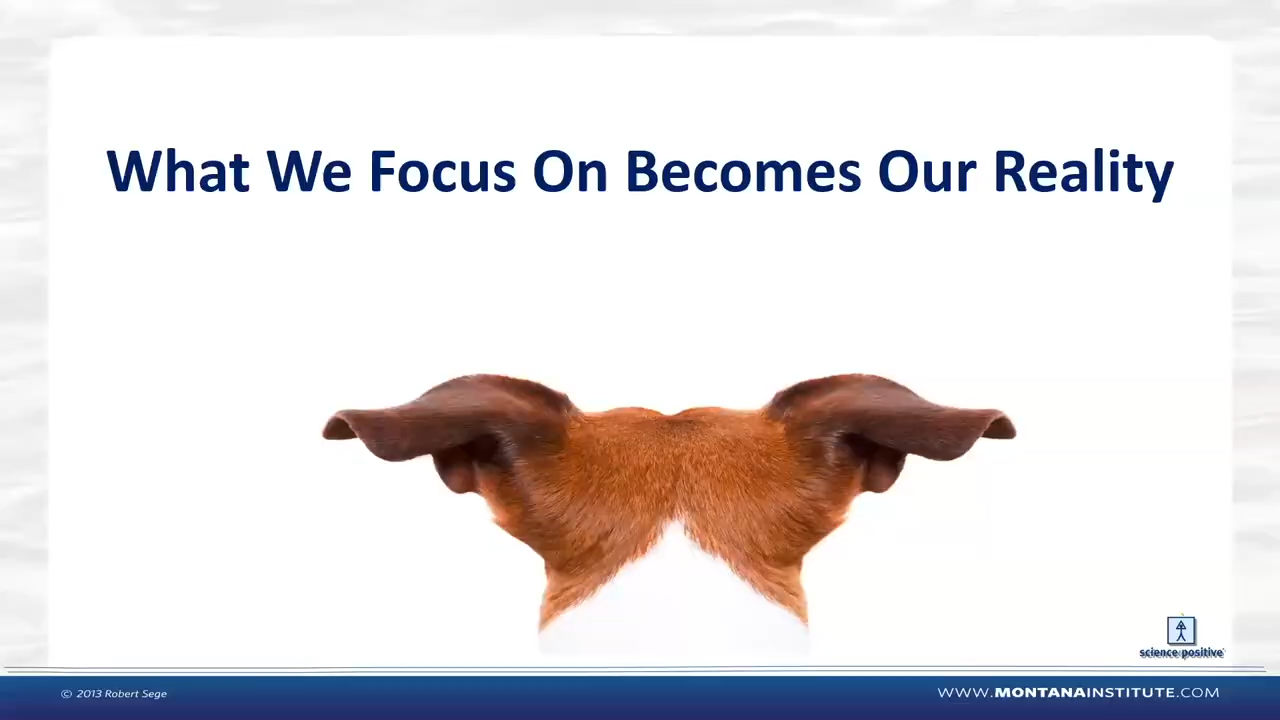 What We Focus On Becomes Our Reality
science positive
© 2013 Robert Sege
WWW.MONTANAINSTITUTE.COM